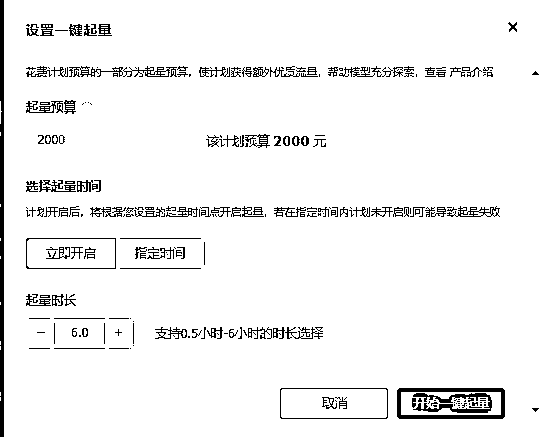 设置一键起量
花费计划预算的一部分为起量预算，使计划获得额外优质流量，帮助模型充分探索，查看 产品介绍
起量预算
2000 该计划预算 2000 元
选择起量时间
计划开启后，将根据您设置的起量时间点开启起量，若在指定时间内计划未开启则可能导致起量失败
立即开启 指定时间
起量时长
− 6.0 + 支持0.5小时-6小时的时长选择
取消 开始一键起量